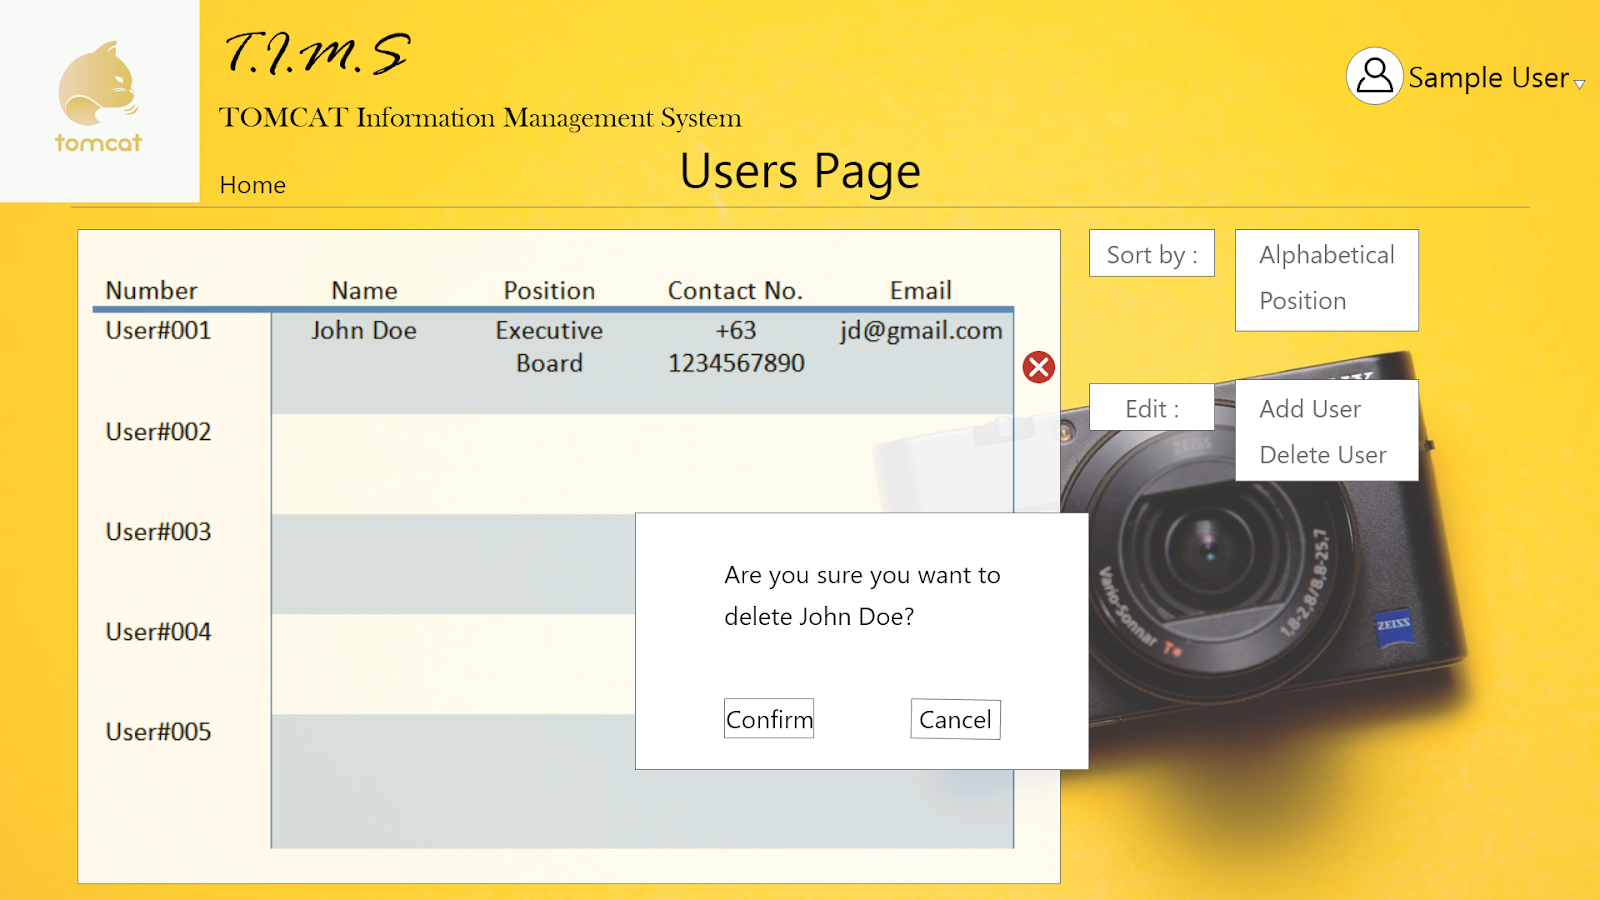 tomcat
T.I.M.S
TOMCAT Information Management System
Home
Users Page
Sample User
Number Name Position Contact No. Email
User#001 John Doe Executive +63 jd@gmail.com
Board 1234567890
User#002
User#003
User#004
User#005
Sort by :
Alphabetical
Position
Edit :
Add User
Delete User
Are you sure you want to
delete John Doe?
Confirm
Cancel
ZEISS
Vario-Sonnar T*
1,8-2,8/8,8-25,7
ZEISS